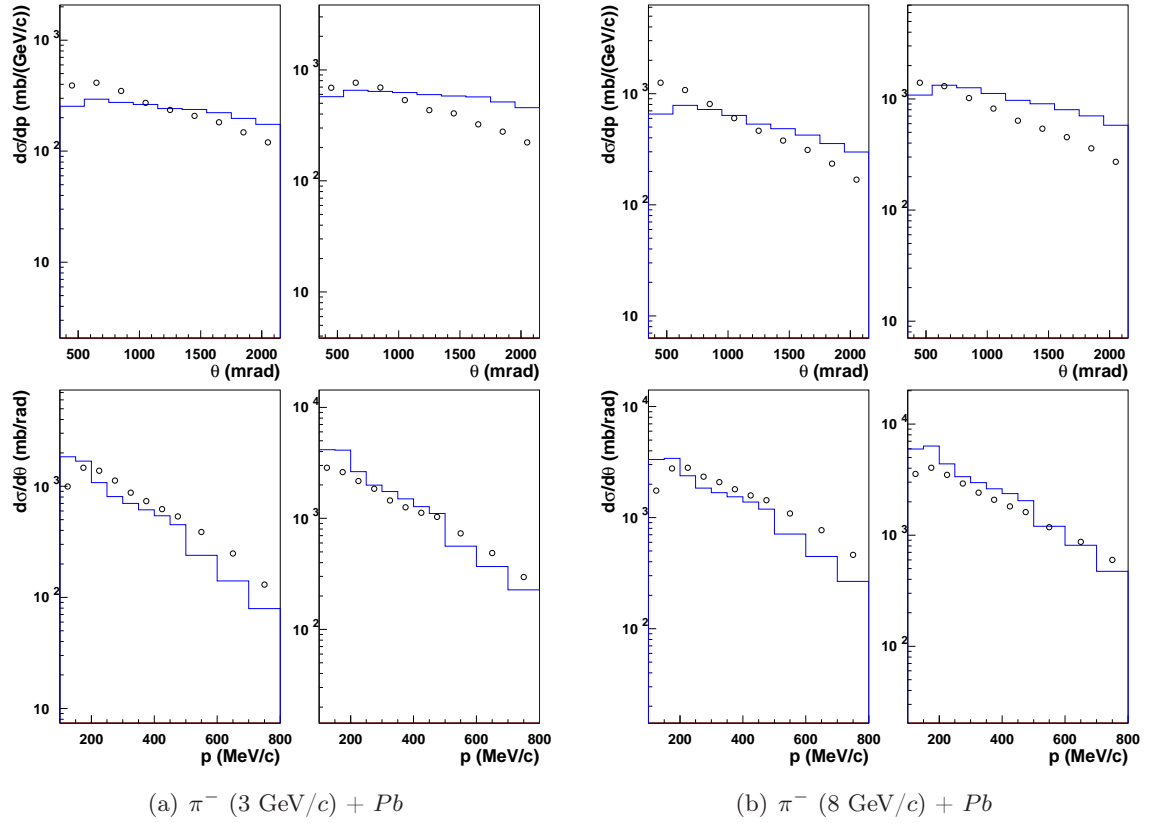 dσ/dp (mb/(GeV/c))
10³
10²
10
500 1000 1500 2000
θ (mrad)
10³
10²
10
500 1000 1500 2000
θ (mrad)
dσ/dp (mb/(GeV/c))
10³
10²
10
500 1000 1500 2000
θ (mrad)
10³
10²
10
500 1000 1500 2000
θ (mrad)
dσ/dθ (mb/rad)
10³
10²
10
200 400 600 800
p (MeV/c)
10⁴
10³
10²
200 400 600 800
p (MeV/c)
dσ/dθ (mb/rad)
10⁴
10³
10²
200 400 600 800
p (MeV/c)
10⁴
10³
10²
200 400 600 800
p (MeV/c)
(a) π⁻ (3 GeV/c) + Pb
(b) π⁻ (8 GeV/c) + Pb